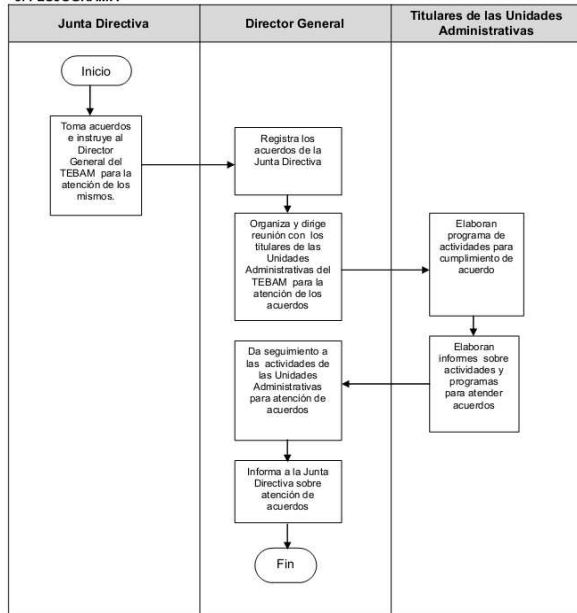 Junta Directiva
Director General
Titulares de las Unidades
Administrativas
Inicio
Toma acuerdos
e instruye al
Director
General del
TEBAM para la
atención de los
mismos.
Registra los
acuerdos de la
Junta Directiva
Organiza y dirige
reunión con los
titulares de las
Unidades
Administrativas del
TEBAM para la
atención de los
acuerdos
Elaboran
programa de
actividades para
cumplimiento de
acuerdo
Elaboran
informes sobre
actividades y
programas
para atender
acuerdos
Da seguimiento a
las actividades de
las Unidades
Administrativas
para atención de
acuerdos
Informa a la Junta
Directiva sobre
atención de
acuerdos
Fin